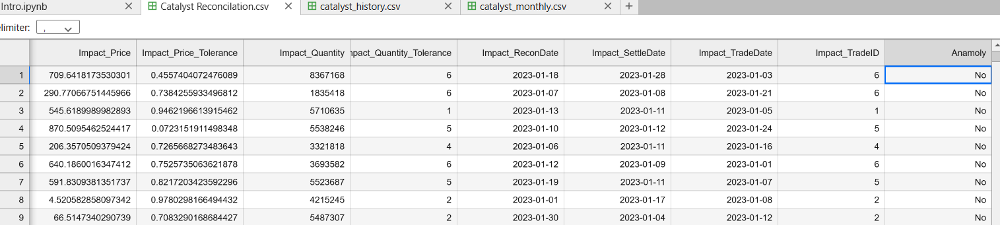 Intro.ipynb Catalyst Reconcilation.csv catalyst_history.csv catalyst_monthly.csv
elimiter: ,
Impact_Price Impact_Price_Tolerance Impact_Quantity mpact_Quantity_Tolerance Impact_ReconDate Impact_SettleDate Impact_TradeDate Impact_TradeID Anamoly
1 709.6418173530301 0.4557404072476089 8367168 6 2023-01-18 2023-01-28 2023-01-03 6 No
2 290.77066751445966 0.7384255933496812 1835418 6 2023-01-07 2023-01-08 2023-01-21 6 No
3 545.6189989982893 0.9462196613915462 5710635 1 2023-01-13 2023-01-11 2023-01-05 1 No
4 870.5095462524417 0.0723151911498348 5538246 5 2023-01-10 2023-01-12 2023-01-24 5 No
5 206.3570509379424 0.7265668273483643 3321818 4 2023-01-06 2023-01-11 2023-01-16 4 No
6 640.1860016347412 0.7525735063621878 3693582 6 2023-01-12 2023-01-09 2023-01-01 6 No
7 591.8309381351737 0.8217203423592296 5523687 5 2023-01-19 2023-01-11 2023-01-07 5 No
8 4.520582858097342 0.9780298166494432 4215245 2 2023-01-01 2023-01-17 2023-01-08 2 No
9 66.5147340290739 0.7083290168684427 5487307 2 2023-01-30 2023-01-04 2023-01-12 2 No